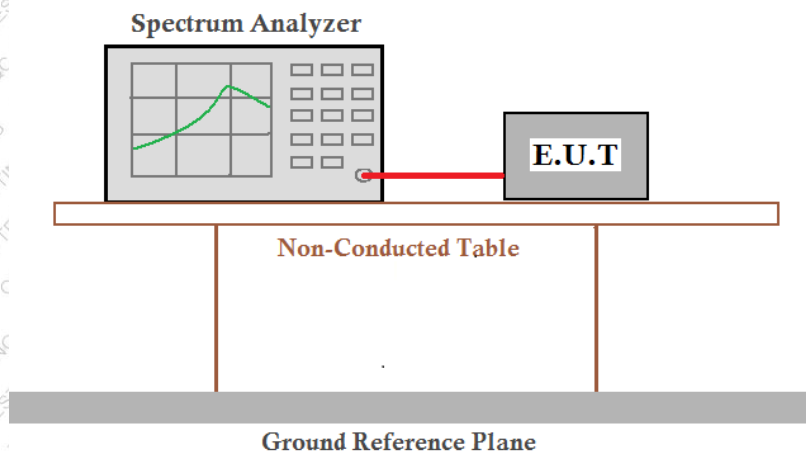 Spectrum Analyzer
E.U.T
Non-Conducted Table
Ground Reference Plane